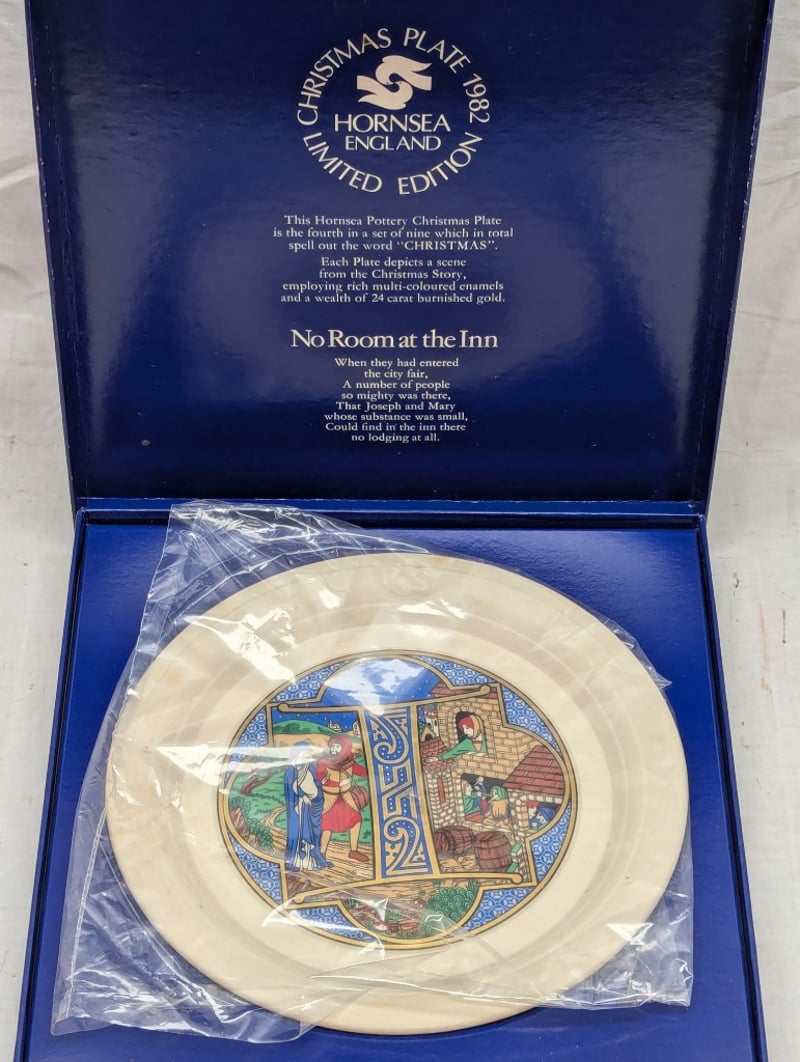 CHRISTMAS PLATE 1982
HORNSEA
ENGLAND
LIMITED EDITION
This Hornsea Pottery Christmas Plate
is the fourth in a set of nine which in total
spell out the word “CHRISTMAS”.
Each Plate depicts a scene
from the Christmas Story,
employing rich multi-coloured enamels
and a wealth of 24 carat burnished gold.
No Room at the Inn
When they had entered
the city fair,
A number of people
so mighty was there,
That Joseph and Mary
whose substance was small,
Could find in the inn there
no lodging at all.
I